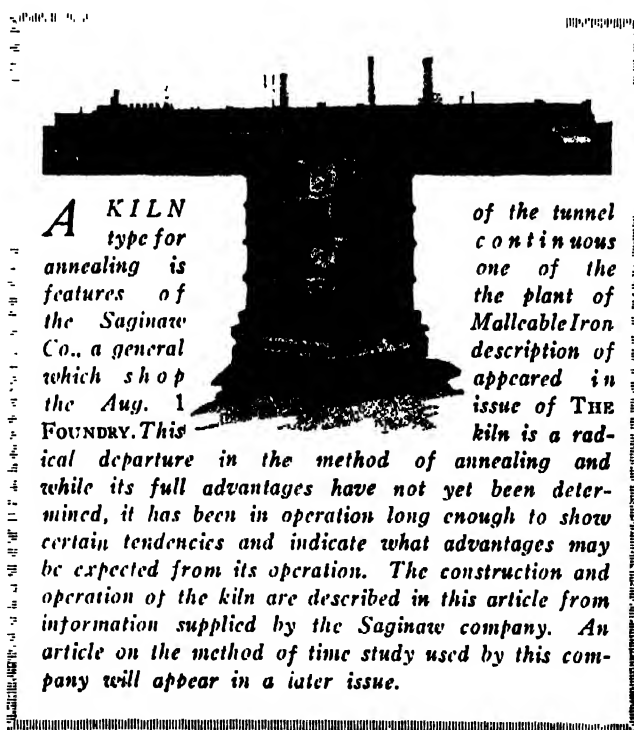 A KILN of the tunnel
type for continuous
annealing is one of the
features of the plant of
the Saginaw Malleable Iron
Co., a general description of
which shop appeared in
the Aug. 1 issue of THE
FOUNDRY. This kiln is a rad-
ical departure in the method of annealing and
while its full advantages have not yet been deter-
mined, it has been in operation long enough to show
certain tendencies and indicate what advantages may
be expected from its operation. The construction and
operation of the kiln are described in this article from
information supplied by the Saginaw company. An
article on the method of time study used by this com-
pany will appear in a later issue.